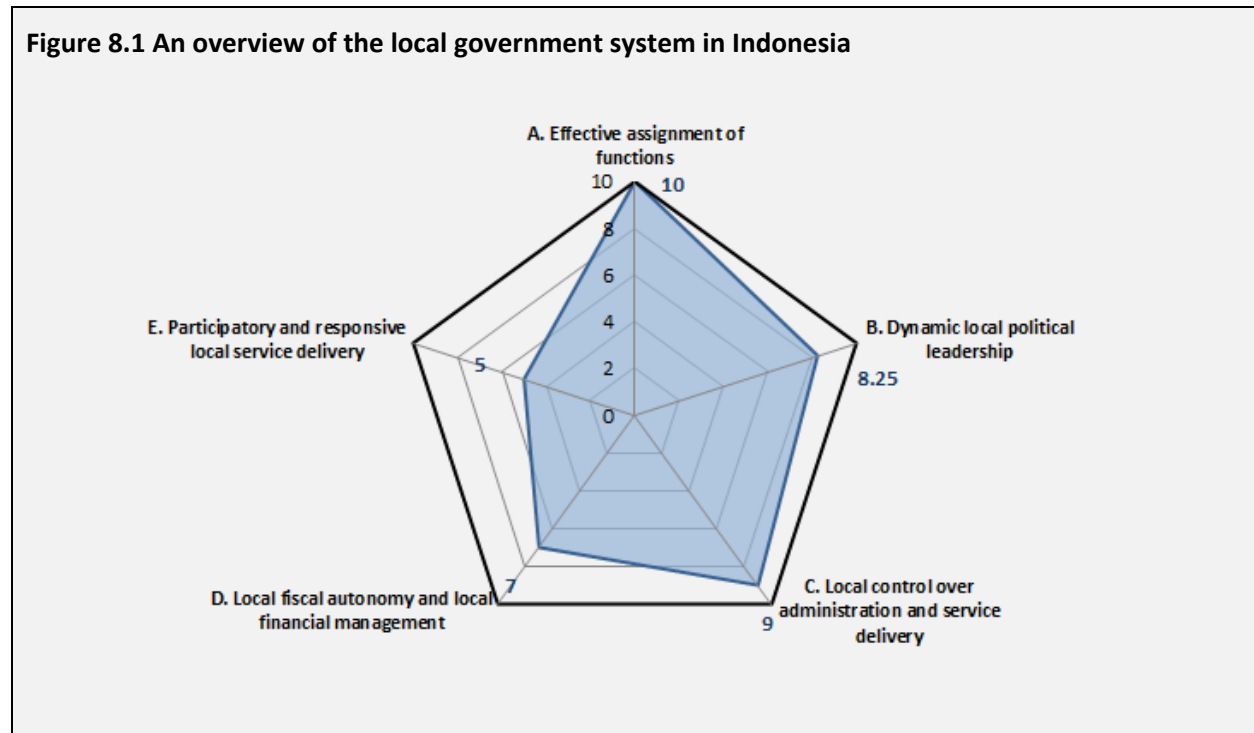 Figure 8.1 An overview of the local government system in Indonesia
A. Effective assignment of
functions
10
10
8
6
4
2
0
B. Dynamic local political
leadership
8.25
E. Participatory and responsive
local service delivery
5
C. Local control over
administration and service
delivery
9
D. Local fiscal autonomy and local
financial management
7